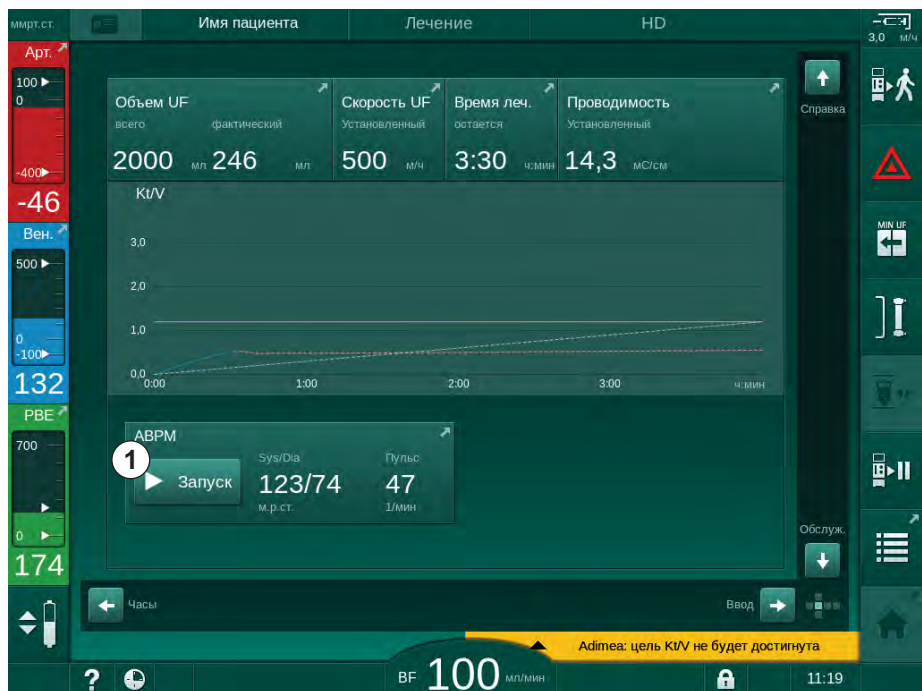 ммрт.ст.
Имя пациента
Лечение
HD
3,0 м/ч
Арт.
100
0
-400
-46
Вен.
500
0
-100
132
PBE
700
0
174
Объем UF
всего фактический
2000 мл 246 мл
Скорость UF
Установленный
500 м/ч
Время леч.
остается
3:30 ч:мин
Проводимость
Установленный
14,3 мС/см
Справка
MIN UF
Kt/V
3,0
2,0
1,0
0,0
0:00 1:00 2:00 3:00 ч:мин
ABPM
1
Запуск
Sys/Dia
123/74
м.р.ст.
Пульс
47
1/мин
Обслуж.
Часы
Ввод
Adimea: цель Kt/V не будет достигнута
?
BF 100 мл/мин
11:19